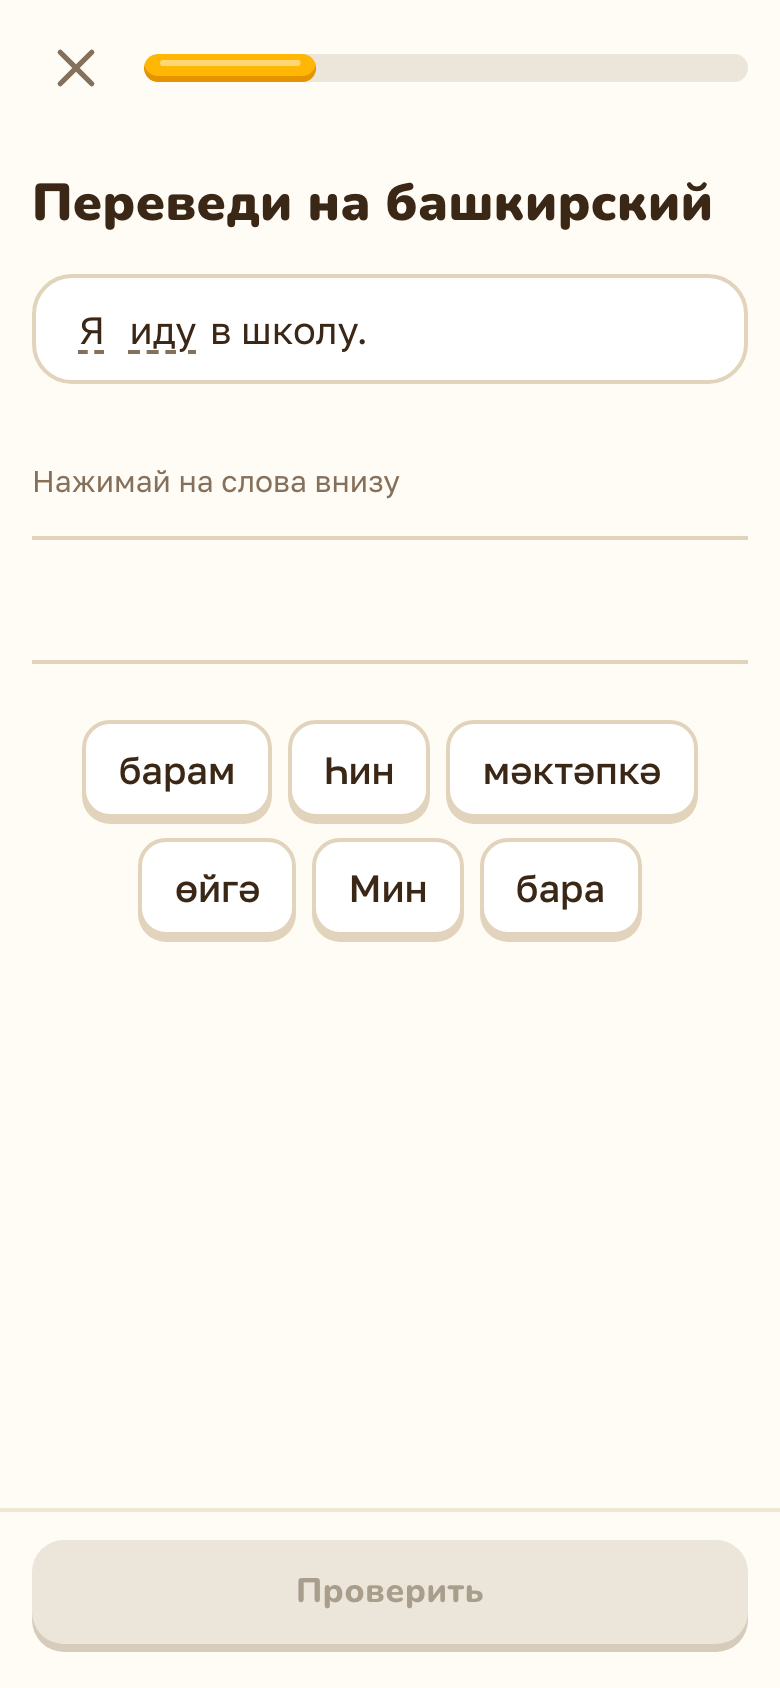 Переведи на башкирский
Я иду в школу.
Нажимай на слова внизу
барам Һин мәктәпкә
өйгә Мин бара
Проверить